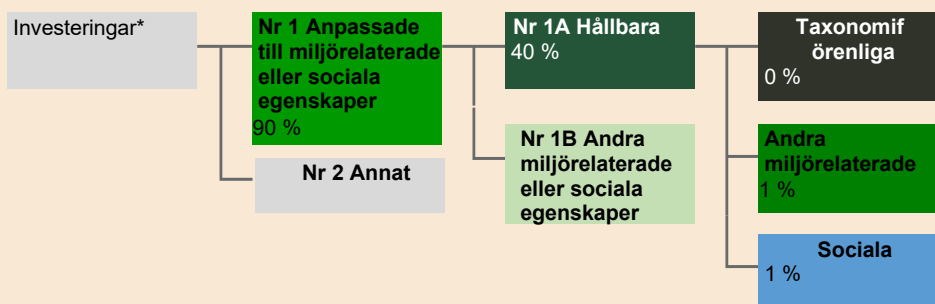 Investeringar*
Nr 1 Anpassade
till miljörelaterade
eller sociala
egenskaper
90 %
Nr 2 Annat
Nr 1A Hållbara
40 %
Nr 1B Andra
miljörelaterade
eller sociala
egenskaper
Taxonomif
örenliga
0 %
Andra
miljörelaterade
1 %
Sociala
1 %